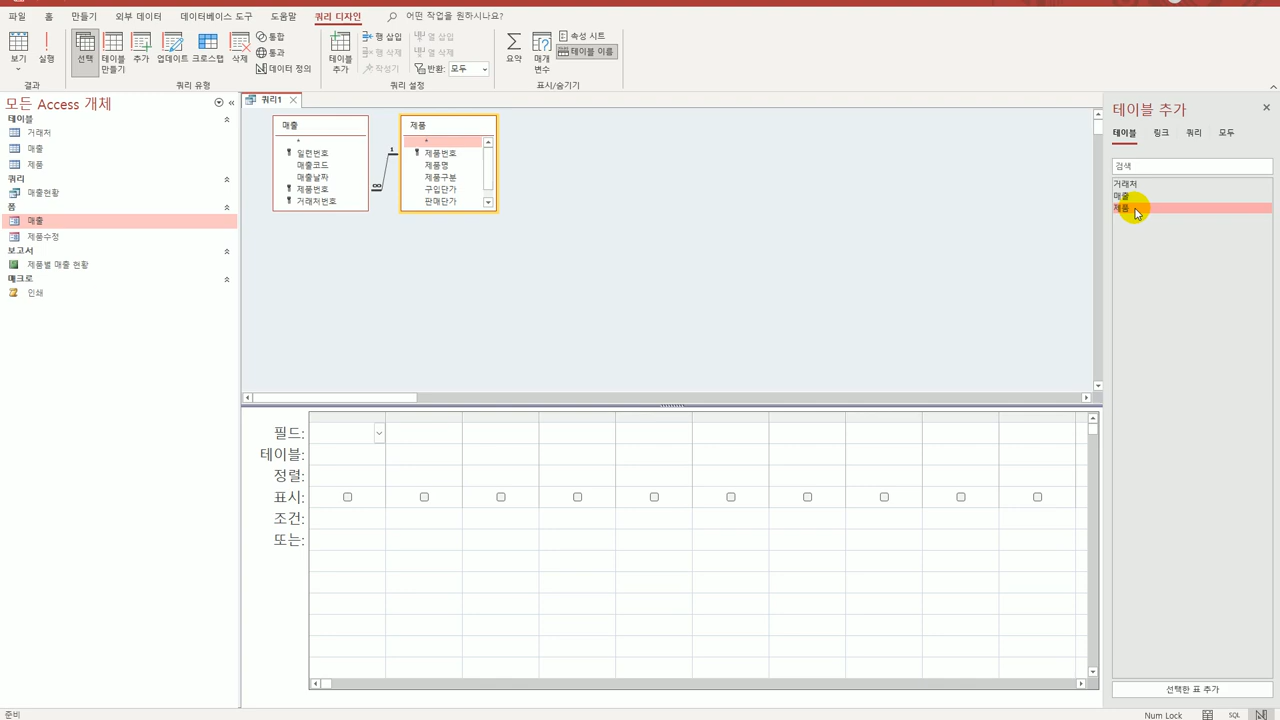 파일 홈 만들기 외부 데이터 데이터베이스 도구 도움말 쿼리 디자인 어떤 작업을 원하시나요?
보기 실행 선택 테이블 만들기 추가 업데이트 크로스탭 삭제
통합
통과
데이터 정의
테이블 추가
행 삽입
행 삭제
작성기
열 삽입
열 삭제
반환: 모두
요약 매개 변수
속성 시트
테이블 이름
결과 쿼리 유형 쿼리 설정 표시/숨기기
모든 Access 개체
테이블
거래처
매출
제품
쿼리
매출현황
폼
매출
제품수정
보고서
제품별 매출 현황
매크로
인쇄
쿼리1
매출
*
일련번호
매출코드
매출날짜
제품번호
거래처번호
1
∞
제품
*
제품번호
제품명
제품구분
구입단가
판매단가
필드:
테이블:
정렬:
표시:
조건:
또는:
테이블 추가
테이블 링크 쿼리 모두
검색
거래처
매출
제품
선택한 표 추가
준비
Num Lock
SQL